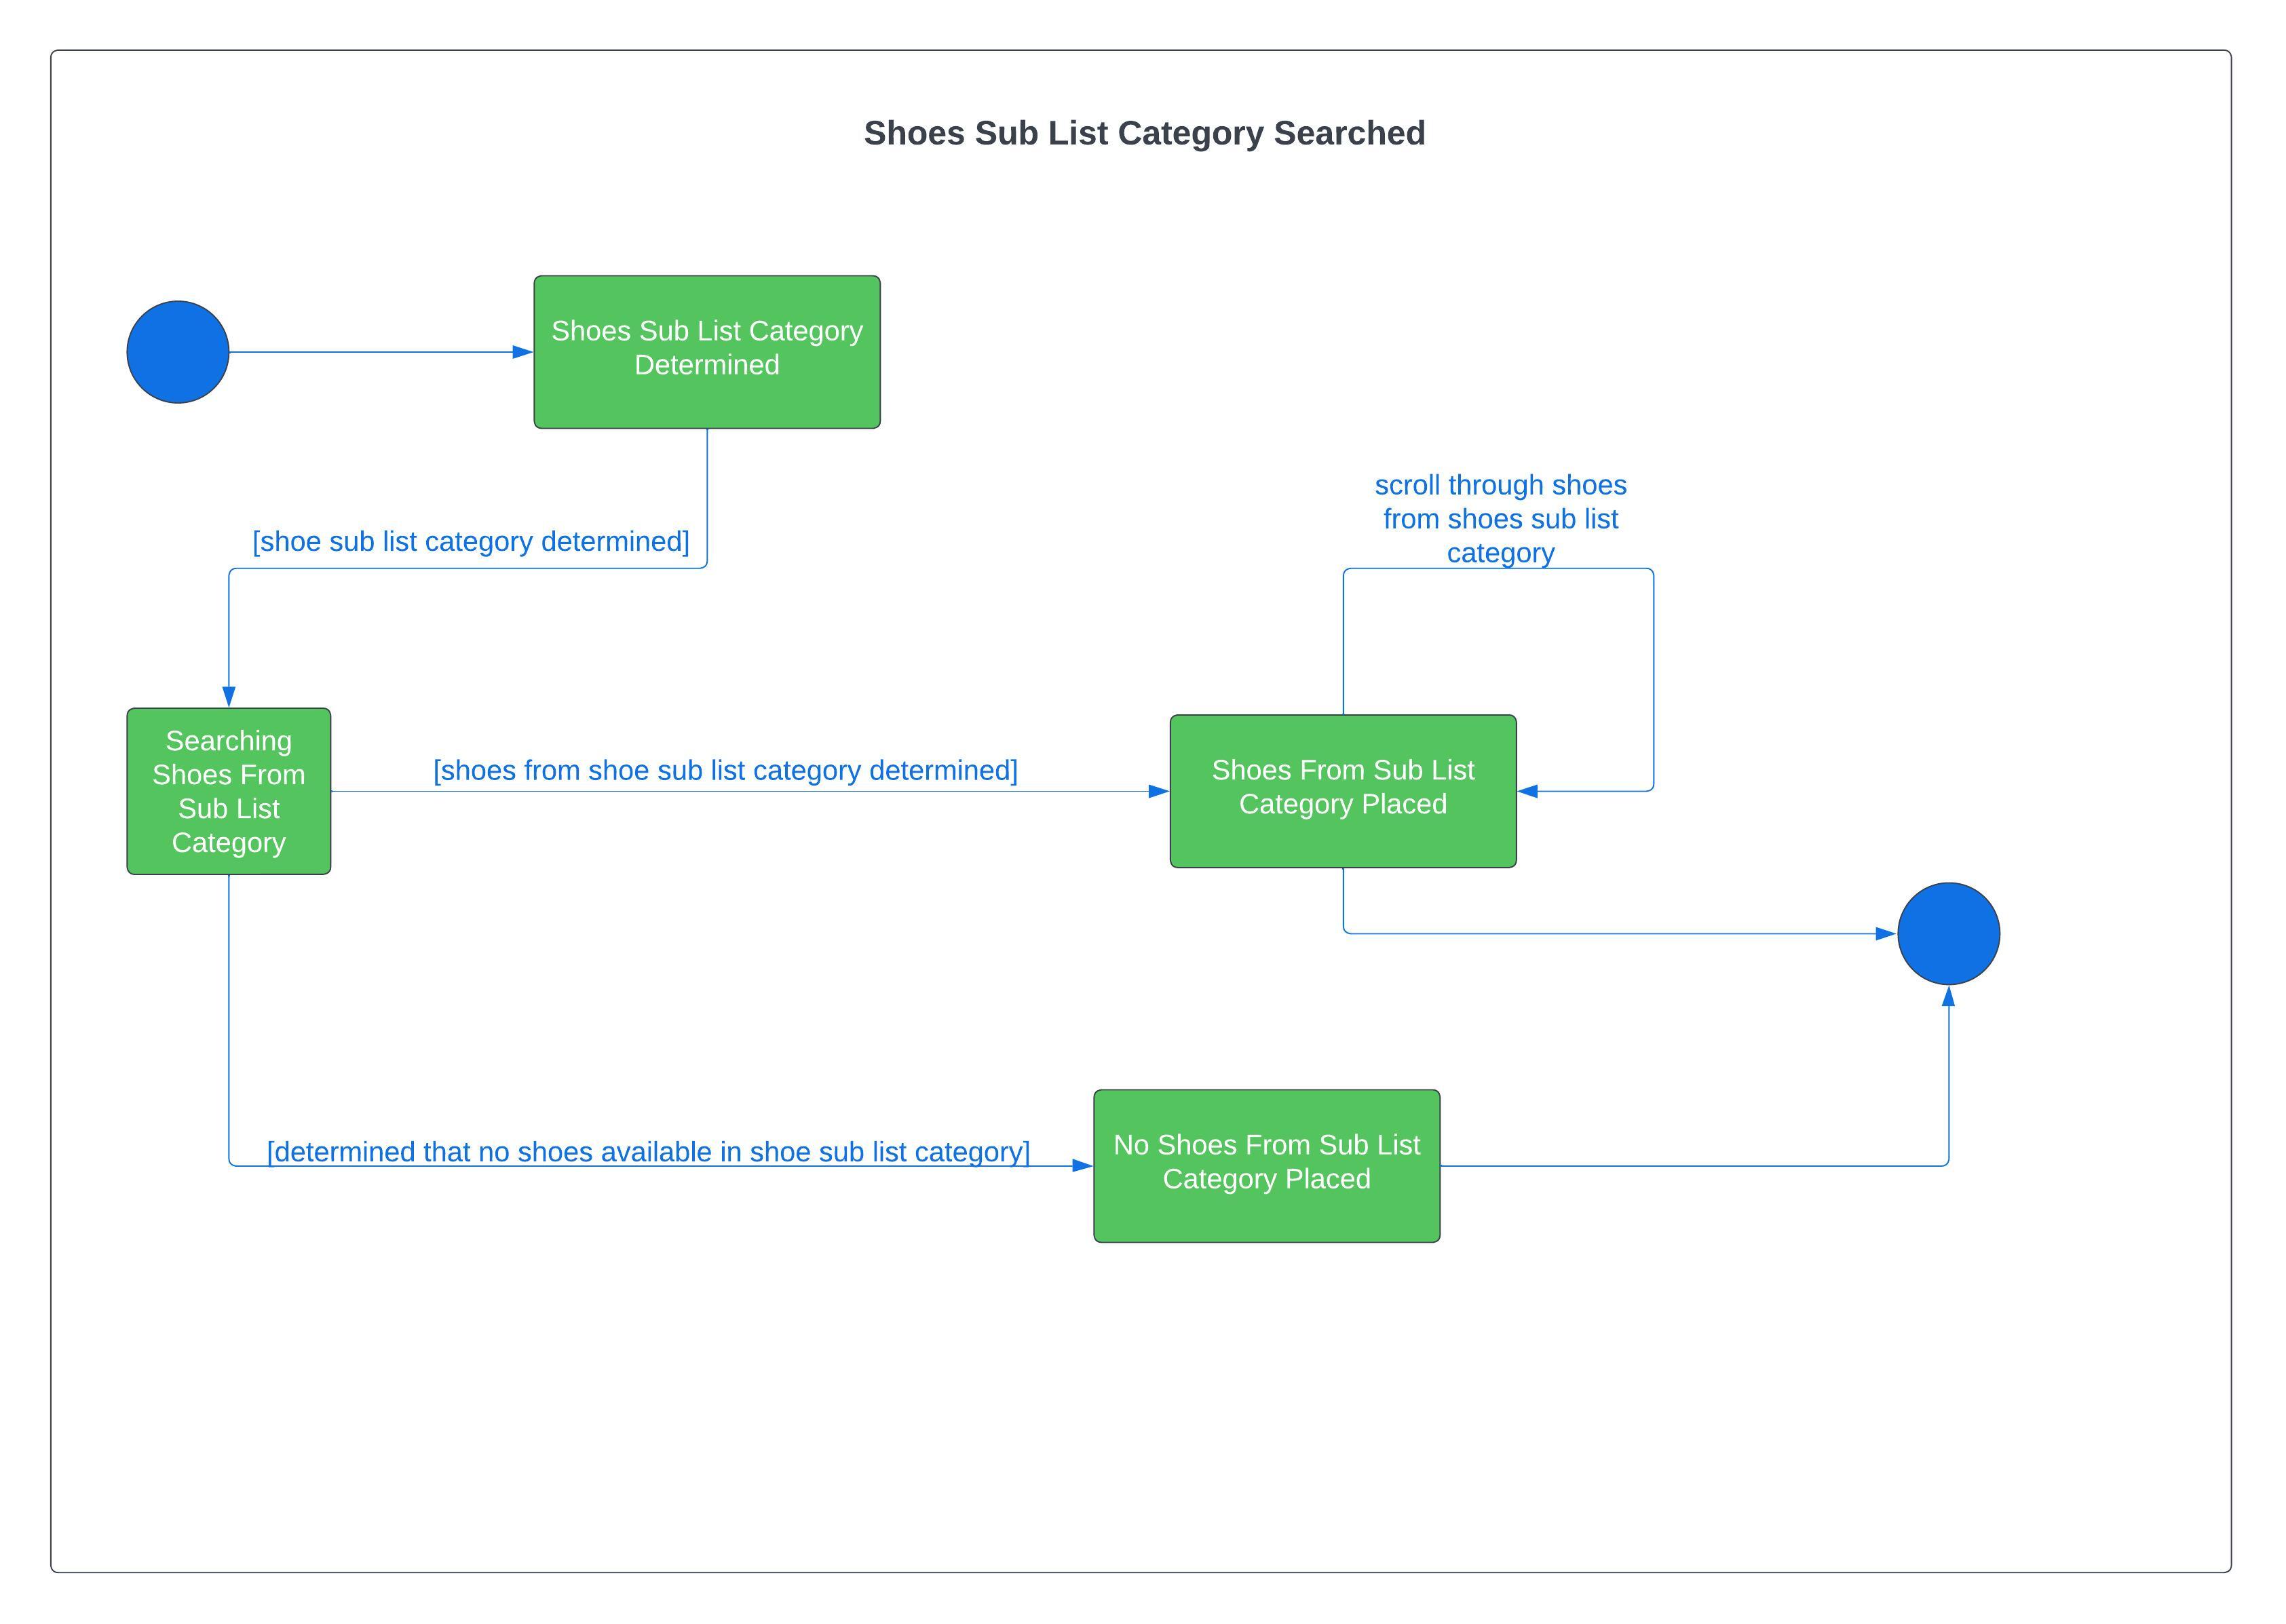 Shoes Sub List Category Searched
Shoes Sub List Category
Determined
scroll through shoes
from shoes sub list
category
[shoe sub list category determined]
Searching
Shoes From
Sub List
Category
[shoes from shoe sub list category determined]
Shoes From Sub List
Category Placed
[determined that no shoes available in shoe sub list category]
No Shoes From Sub List
Category Placed